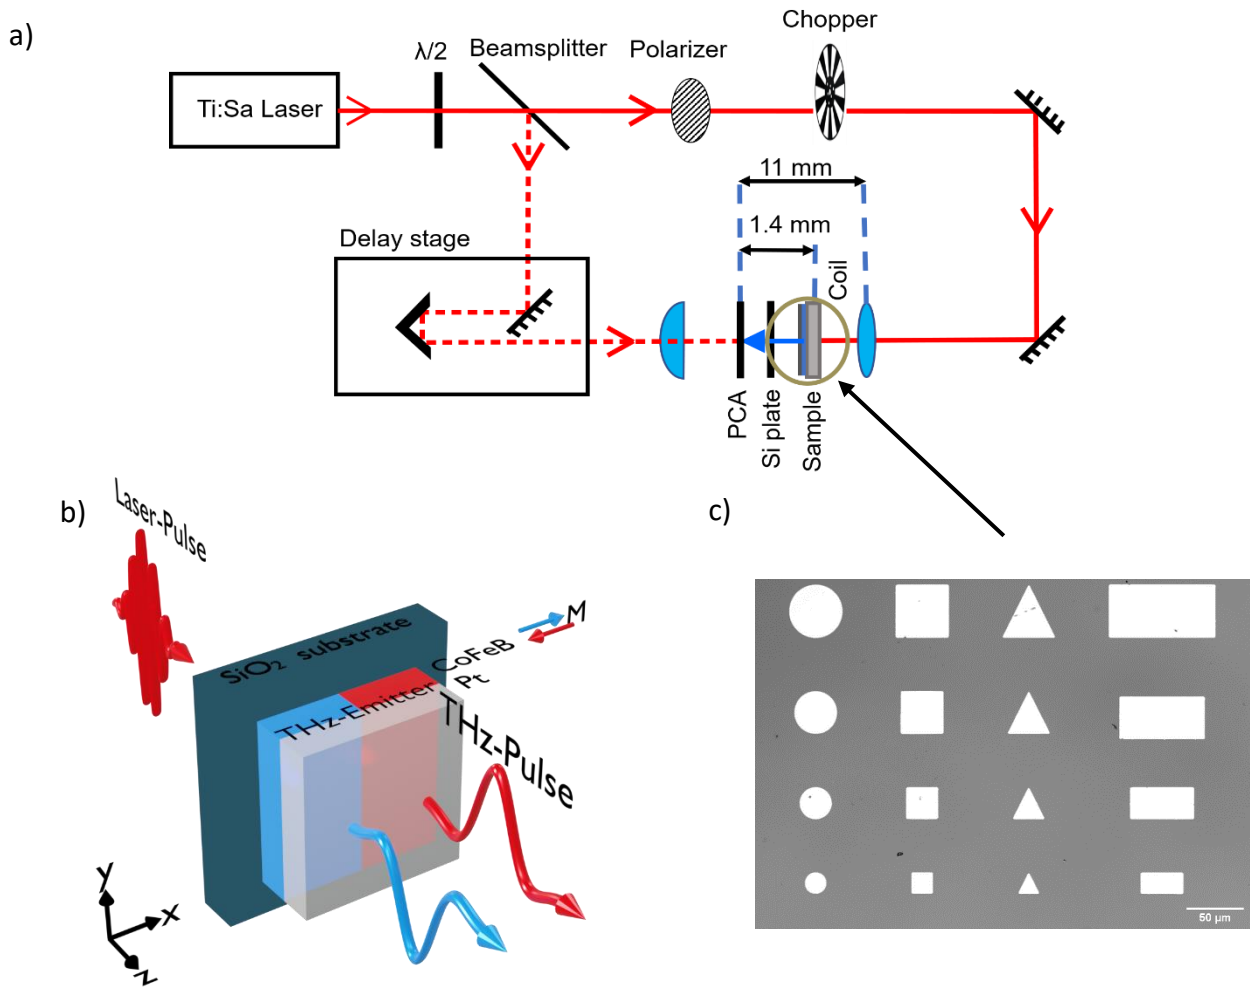 a)
Chopper
λ/2
Beamsplitter
Polarizer
Ti:Sa Laser
11 mm
1.4 mm
Delay stage
Coil
PCA
Si plate
Sample
b)
Laser-Pulse
c)
M
SiO₂ substrate
CoFeB
Pt
THz-Emitter
THz-Pulse
y
x
z
50 µm